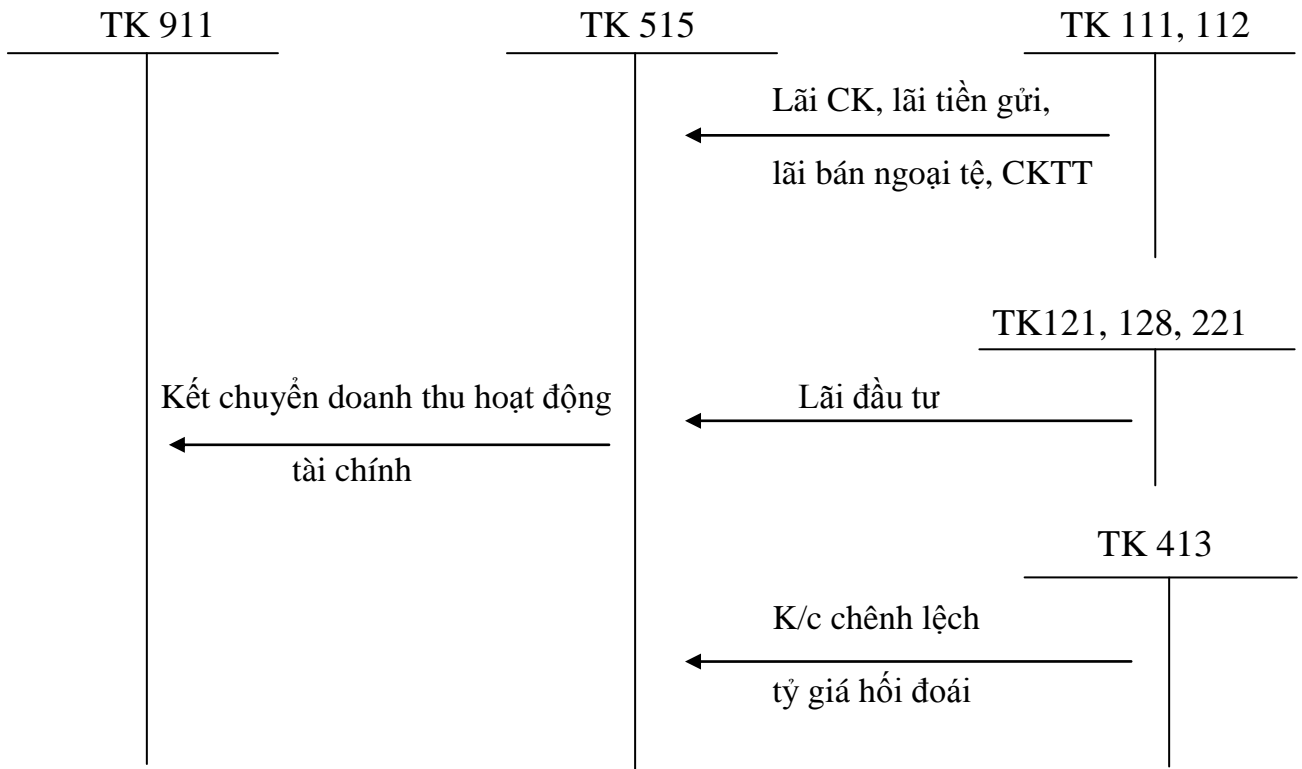 TK 911
TK 515
TK 111, 112
Lãi CK, lãi tiền gửi,
lãi bán ngoại tệ, CKTT
TK121, 128, 221
Kết chuyển doanh thu hoạt động
tài chính
Lãi đầu tư
TK 413
K/c chênh lệch
tỷ giá hối đoái